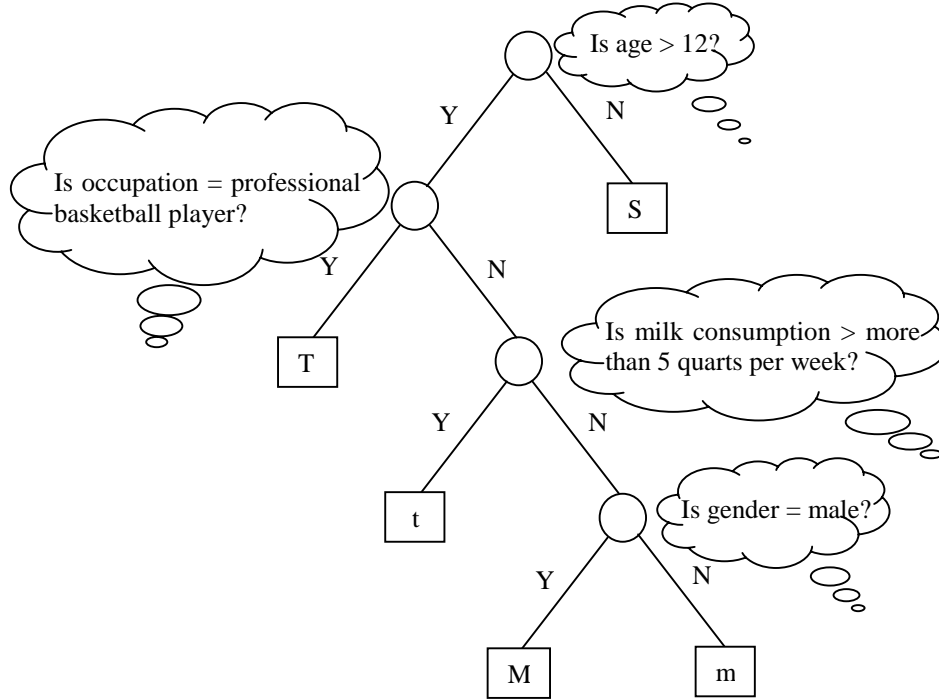 Is age > 12?
Y
N
Is occupation = professional
basketball player?
S
Y
N
Is milk consumption > more
than 5 quarts per week?
T
Y
N
t
Is gender = male?
Y
N
M
m